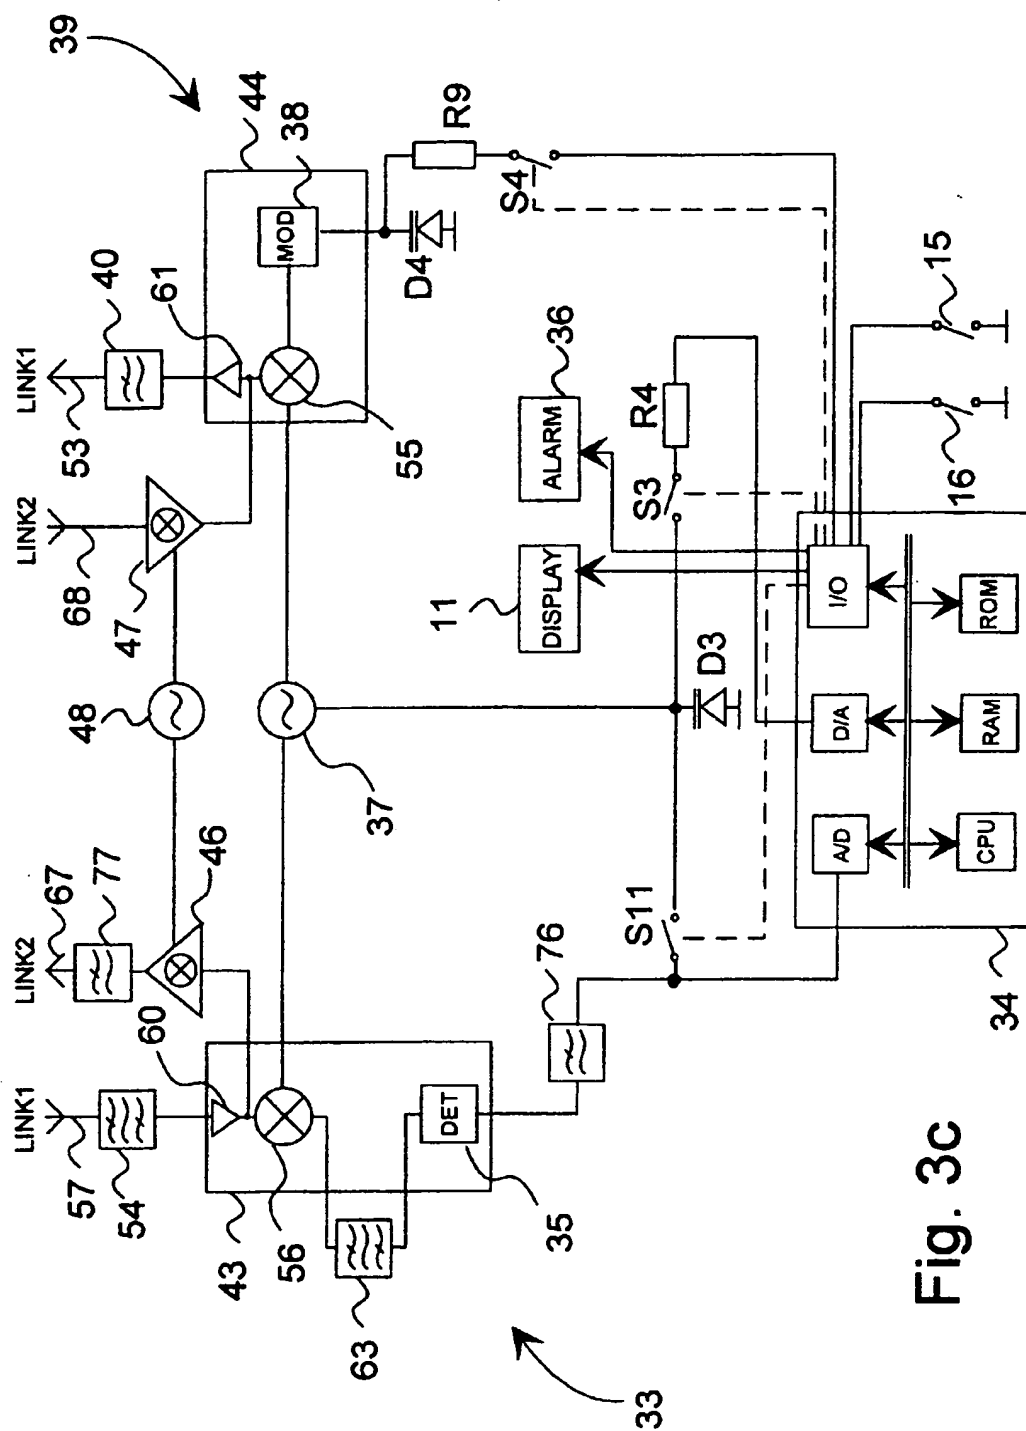 39
LINK1
LINK2
LINK2
LINK1
53
40
61
44
38
MOD
55
R9
S4
D4
68
47
48
37
67
77
46
57
54
60
43
56
63
35
DET
33
76
S11
11
DISPLAY
36
ALARM
S3
R4
D3
15
16
I/O
D/A
A/D
ROM
RAM
CPU
34
Fig. 3c